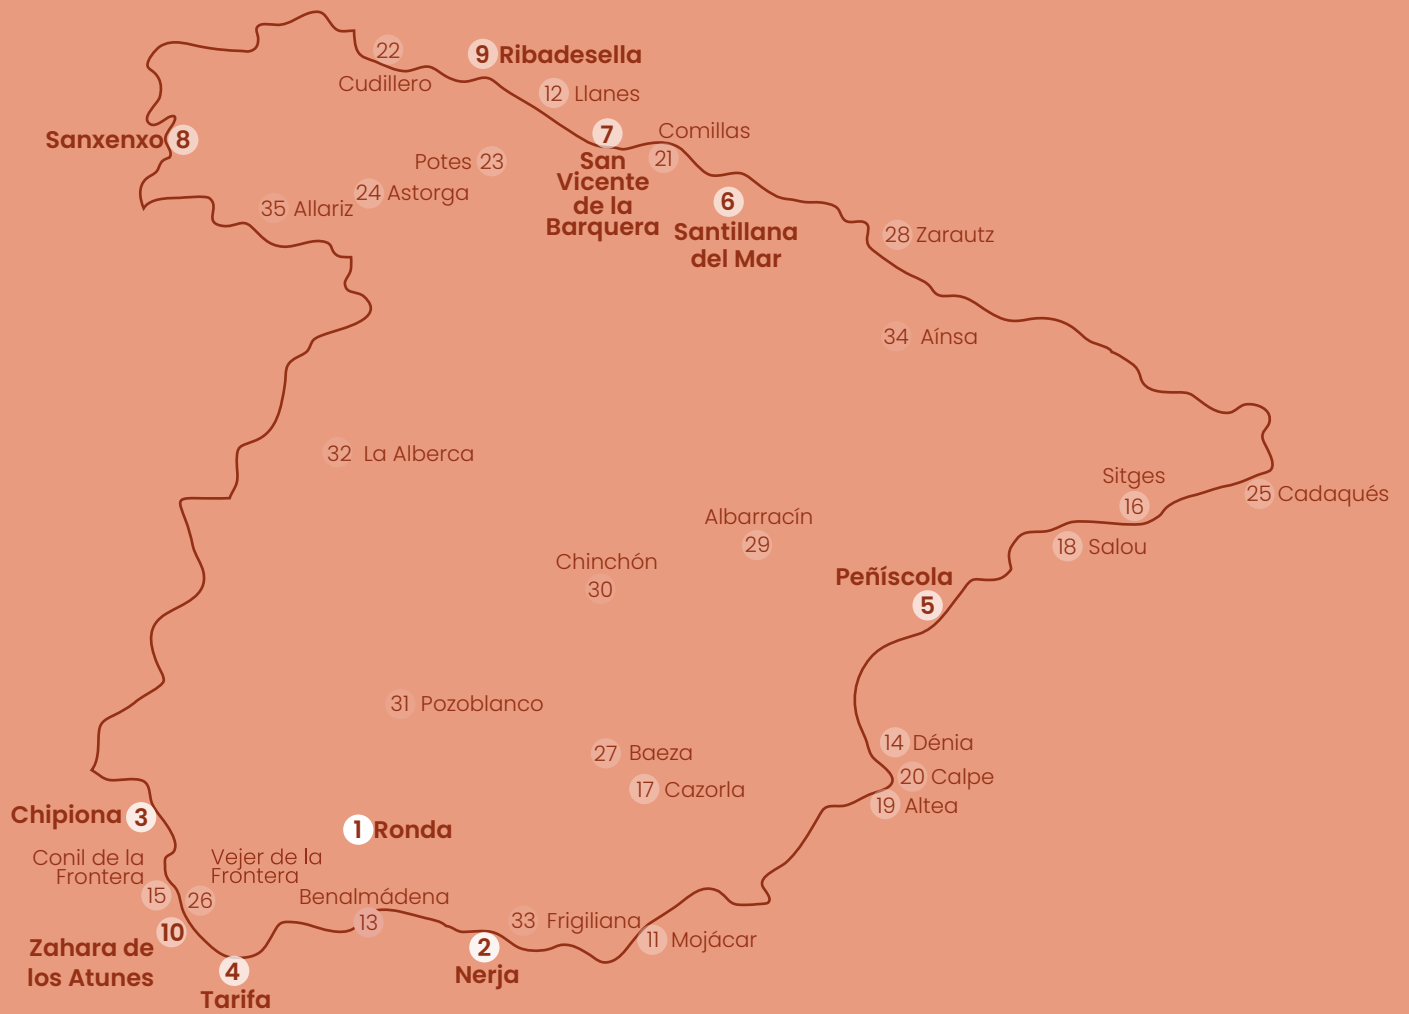 22
Cudillero
9 Ribadesella
12 Llanes
Sanxenxo 8
7
San
Vicente
de la
Barquera
Comillas
21
Potes 23
24 Astorga
35 Allariz
6
Santillana
del Mar
28 Zarautz
34 Aínsa
32 La Alberca
Sitges
16
25 Cadaqués
Albarracín
29
18 Salou
Chinchón
30
Peñíscola
5
31 Pozoblanco
27 Baeza
17 Cazorla
14 Dénia
20 Calpe
19 Altea
Chipiona 3
1 Ronda
Conil de la
Frontera
15
Vejer de la
Frontera
26
Benalmádena
13
10
Zahara de
los Atunes
4
Tarifa
2
Nerja
33 Frigiliana
11 Mojácar